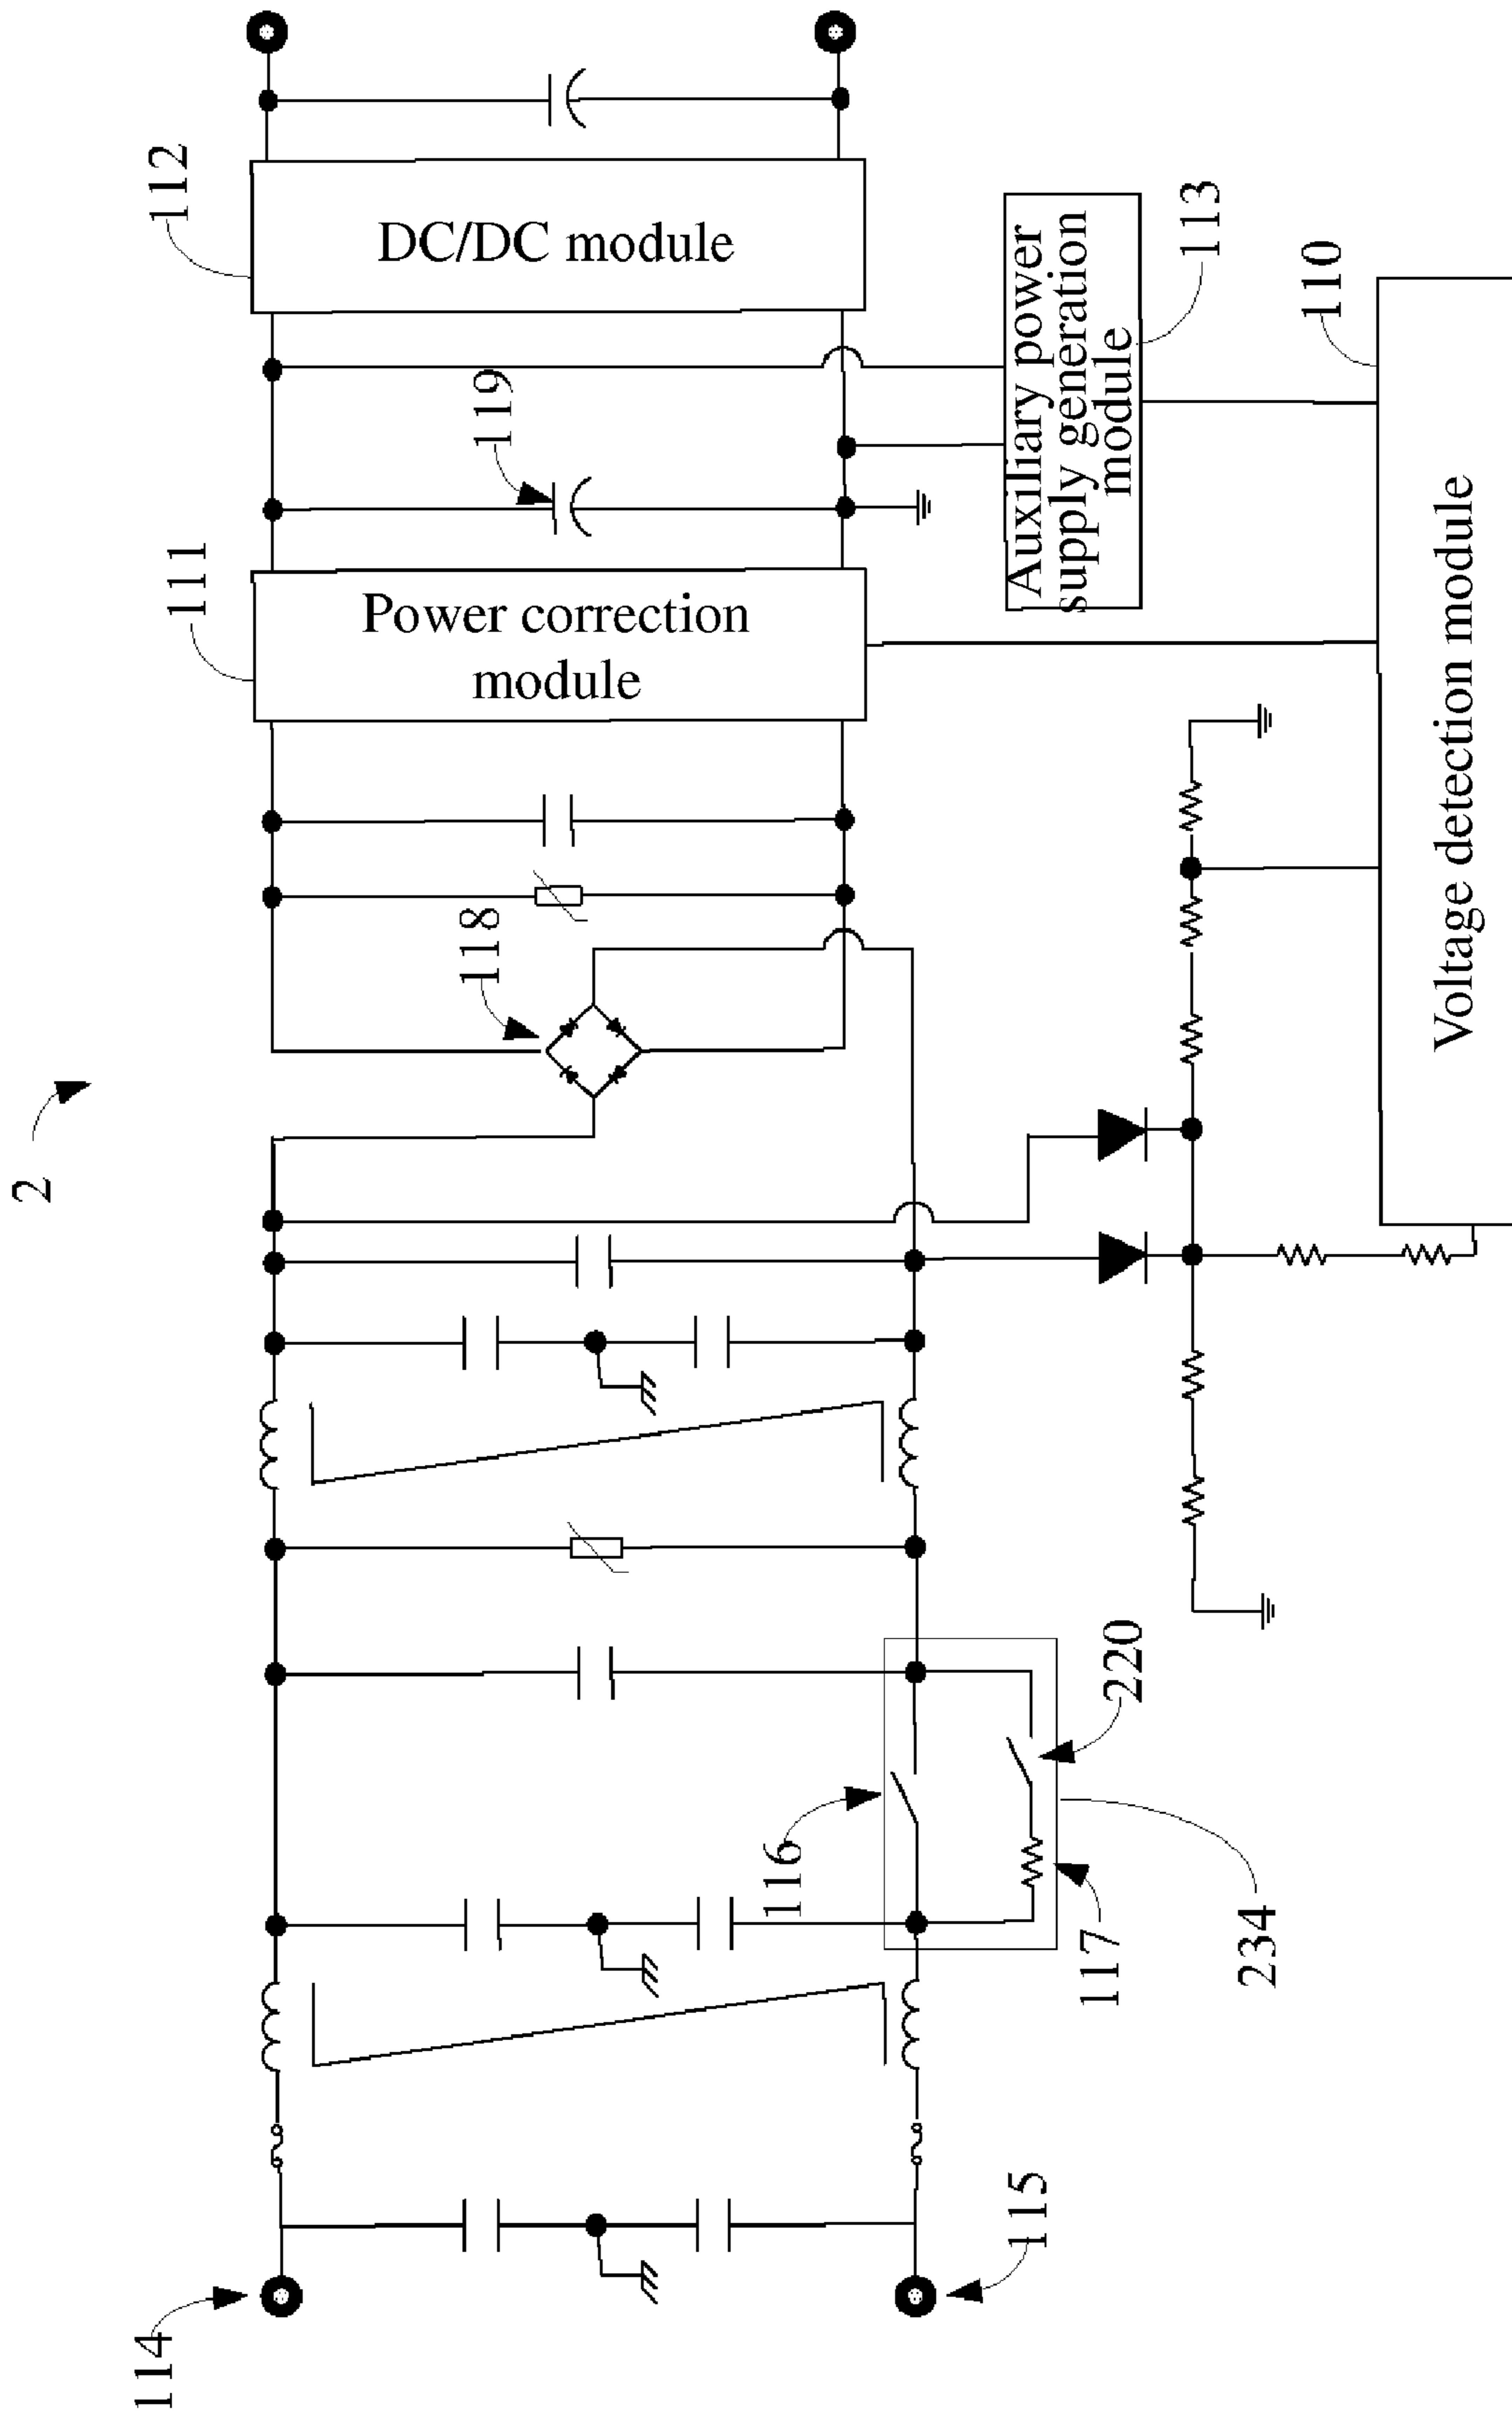 112
DC/DC module
119
111
Power correction
module
Auxiliary power
supply generation
module
113
110
Voltage detection module
118
2
116
220
117
234
114
115